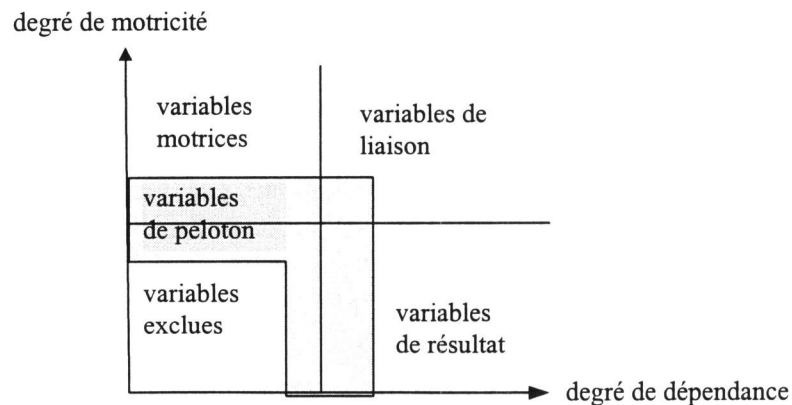 degré de motricité
variables
motrices
variables de
liaison
variables
de peloton
variables
exclues
variables
de résultat
degré de dépendance